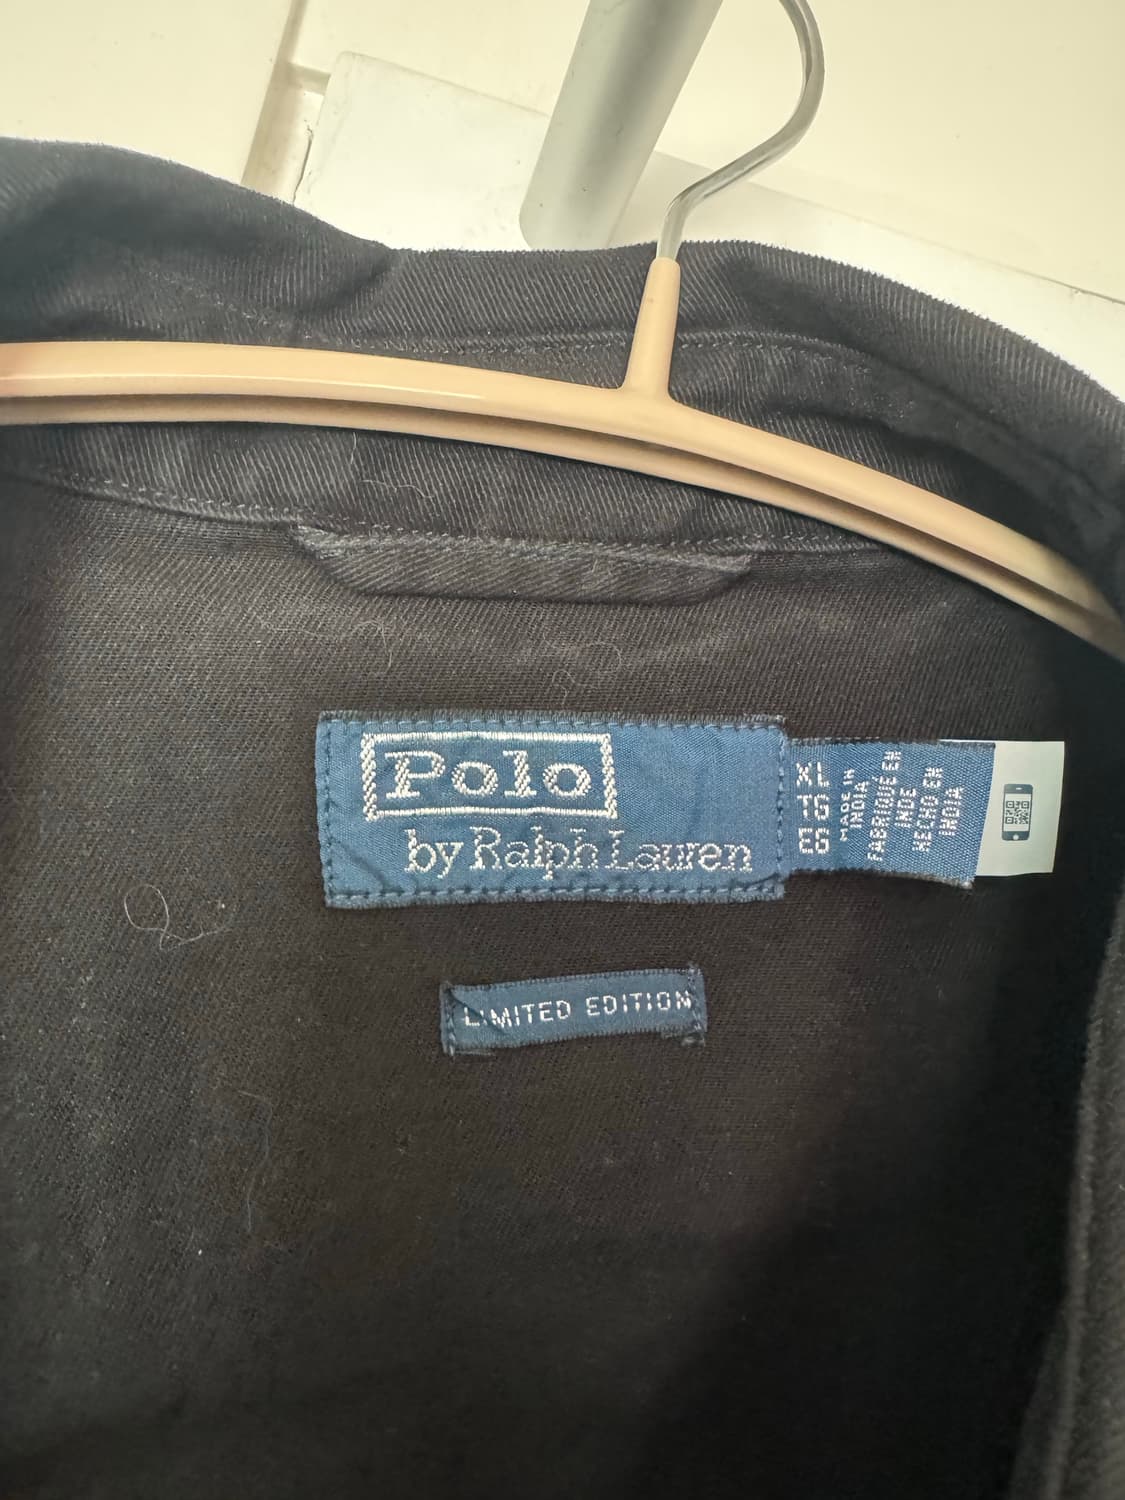 Polo
by Ralph Lauren
XL
TG
EG
MADE IN
INDIA
FABRIQUÉ EN
INDE
HECHO EN
INDIA
LIMITED EDITION